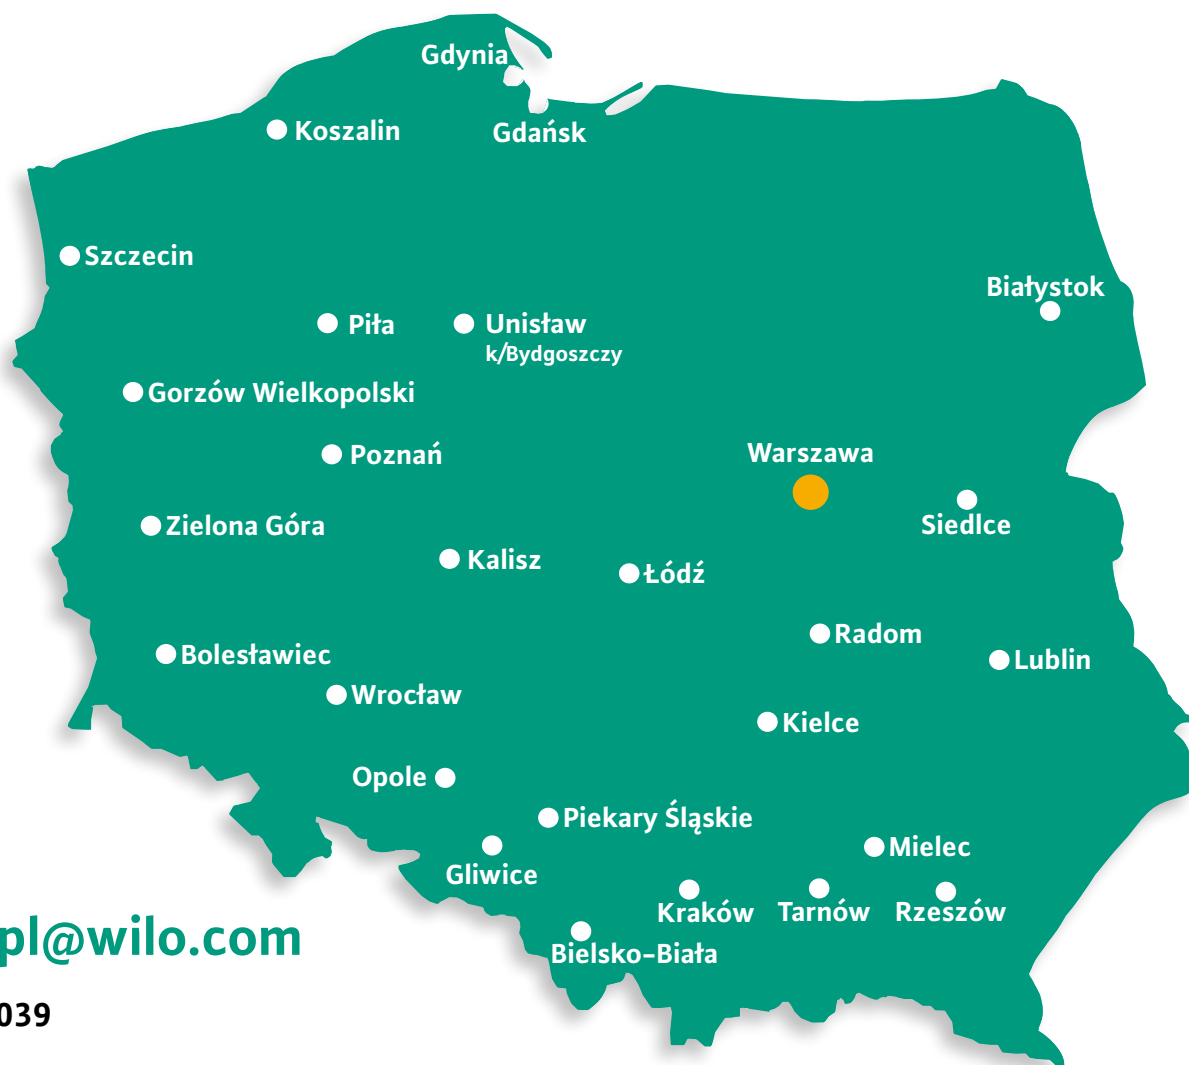 Gdynia
Koszalin
Gdańsk
Szczecin
Białystok
Piła
Unisław
k/Bydgoszczy
Gorzów Wielkopolski
Warszawa
Poznań
Siedlce
Zielona Góra
Kalisz
Łódź
Radom
Bolesławiec
Lublin
Wrocław
Kielce
Opole
Piekary Śląskie
Mielec
Gliwice
Kraków
Tarnów
Rzeszów
pl@wilo.com
Bielsko-Biała
039